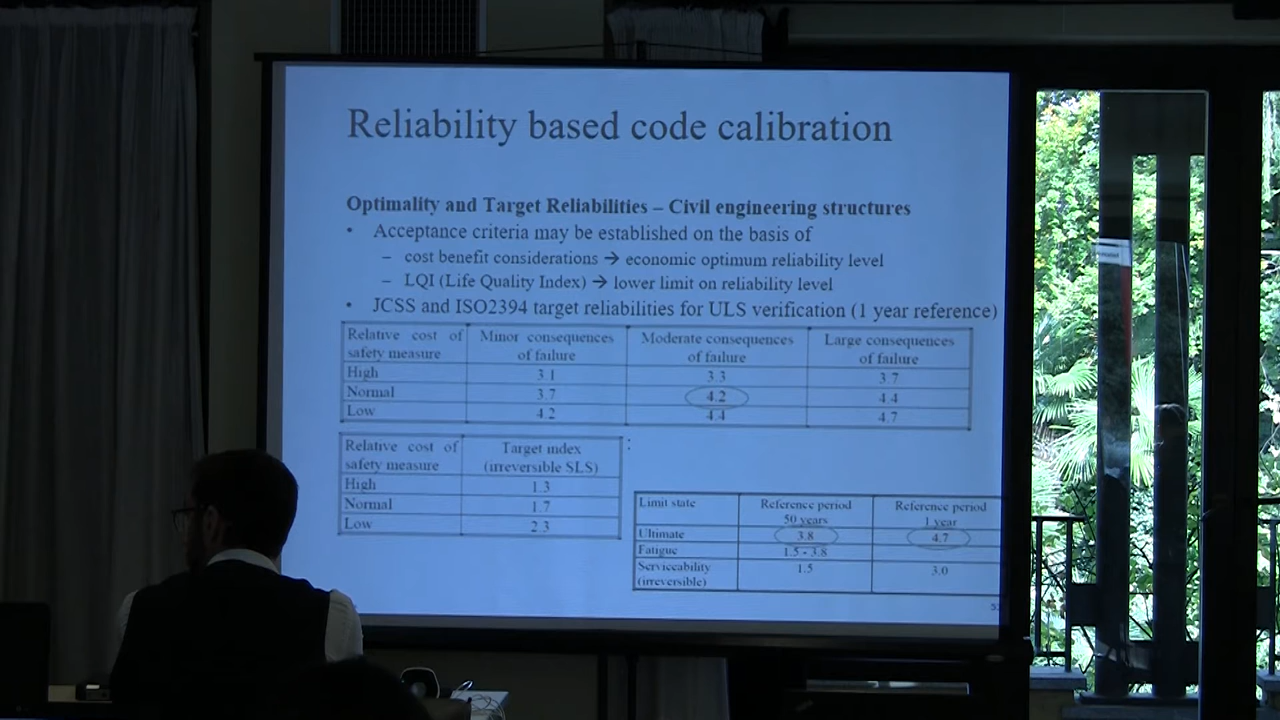 Reliability based code calibration
Optimality and Target Reliabilities – Civil engineering structures
• Acceptance criteria may be established on the basis of
– cost benefit considerations → economic optimum reliability level
– LQI (Life Quality Index) → lower limit on reliability level
• JCSS and ISO2394 target reliabilities for ULS verification (1 year reference)
Relative cost of safety measure Minor consequences of failure Moderate consequences of failure Large consequences of failure
High 3.1 3.3 3.7
Normal 3.7 4.2 4.4
Low 4.2 4.4 4.7
:
Relative cost of safety measure Target index (irreversible SLS)
High 1.3
Normal 1.7
Low 2.3
Limit state Reference period 50 years Reference period 1 year
Ultimate 3.8 4.7
Fatigue 1.5 - 3.8
Serviceability (irreversible) 1.5 3.0